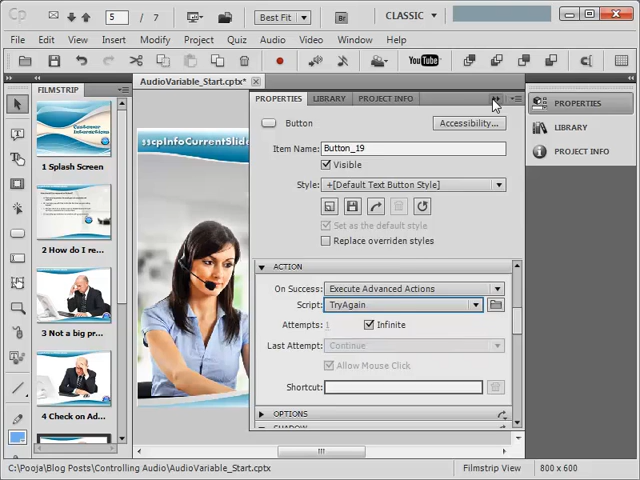 Cp
5 / 7
Best Fit
Br
CLASSIC
File Edit View Insert Modify Project Quiz Audio Video Window Help
YouTube
FILMSTRIP
AudioVariable_Start.cptx*
PROPERTIES LIBRARY PROJECT INFO
PROPERTIES
LIBRARY
PROJECT INFO
Button
Accessibility...
Item Name: Button_19
Visible
Style: +[Default Text Button Style]
Set as the default style
Replace overriden styles
ACTION
On Success: Execute Advanced Actions
Script: TryAgain
Attempts: 1 Infinite
Last Attempt: Continue
Allow Mouse Click
Shortcut:
OPTIONS
SHADOW
$$cpInfoCurrentSlide
Customer
Interactions
1 Splash Screen
2 How do I re...
3 Not a big pr...
4 Check on Ad...
C:\Pooja\Blog Posts\Controlling Audio\AudioVariable_Start.cptx
Filmstrip View
800 x 600